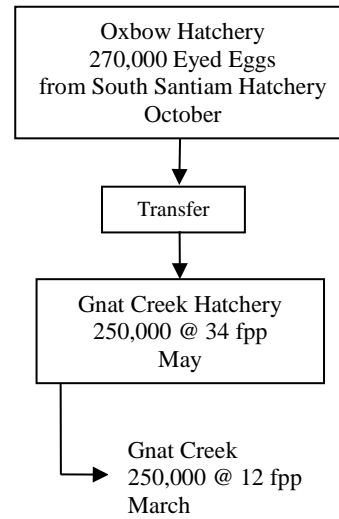 Oxbow Hatchery
270,000 Eyed Eggs
from South Santiam Hatchery
October
Transfer
Gnat Creek Hatchery
250,000 @ 34 fpp
May
Gnat Creek
250,000 @ 12 fpp
March